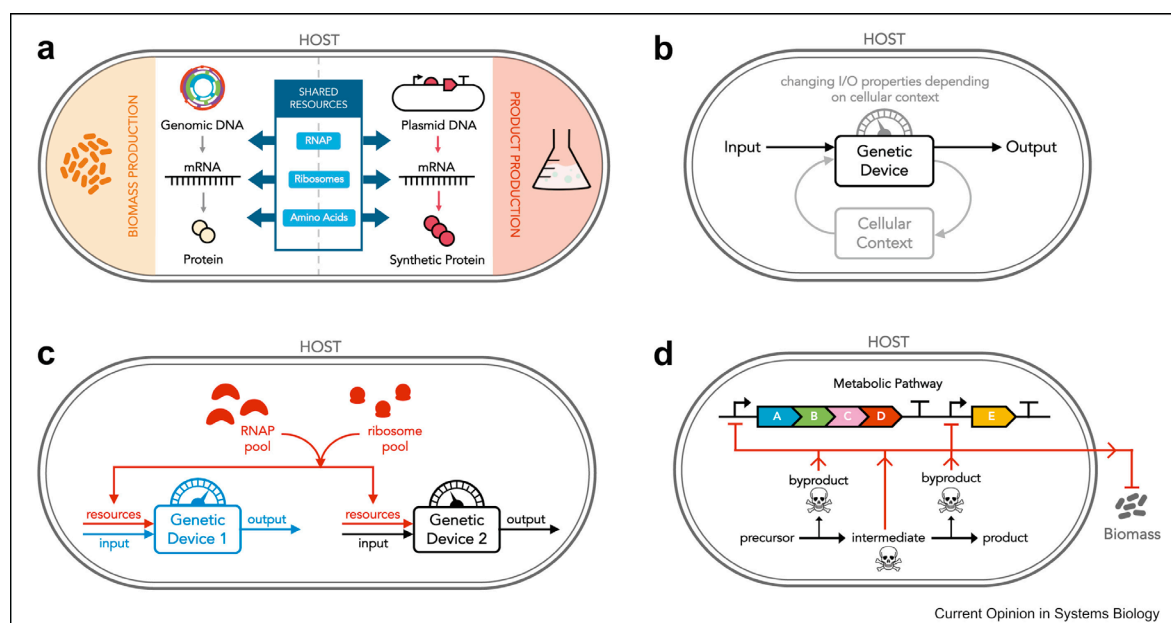 a
HOST
BIOMASS PRODUCTION
Genomic DNA
mRNA
Protein
SHARED
RESOURCES
RNAP
Ribosomes
Amino Acids
Plasmid DNA
mRNA
Synthetic Protein
PRODUCT PRODUCTION
b
HOST
changing I/O properties depending
on cellular context
Input
Genetic
Device
Output
Cellular
Context
c
HOST
RNAP
pool
ribosome
pool
resources
input
Genetic
Device 1
output
resources
input
Genetic
Device 2
output
d
HOST
Metabolic Pathway
A
B
C
D
E
byproduct
byproduct
precursor
intermediate
product
Biomass
Current Opinion in Systems Biology